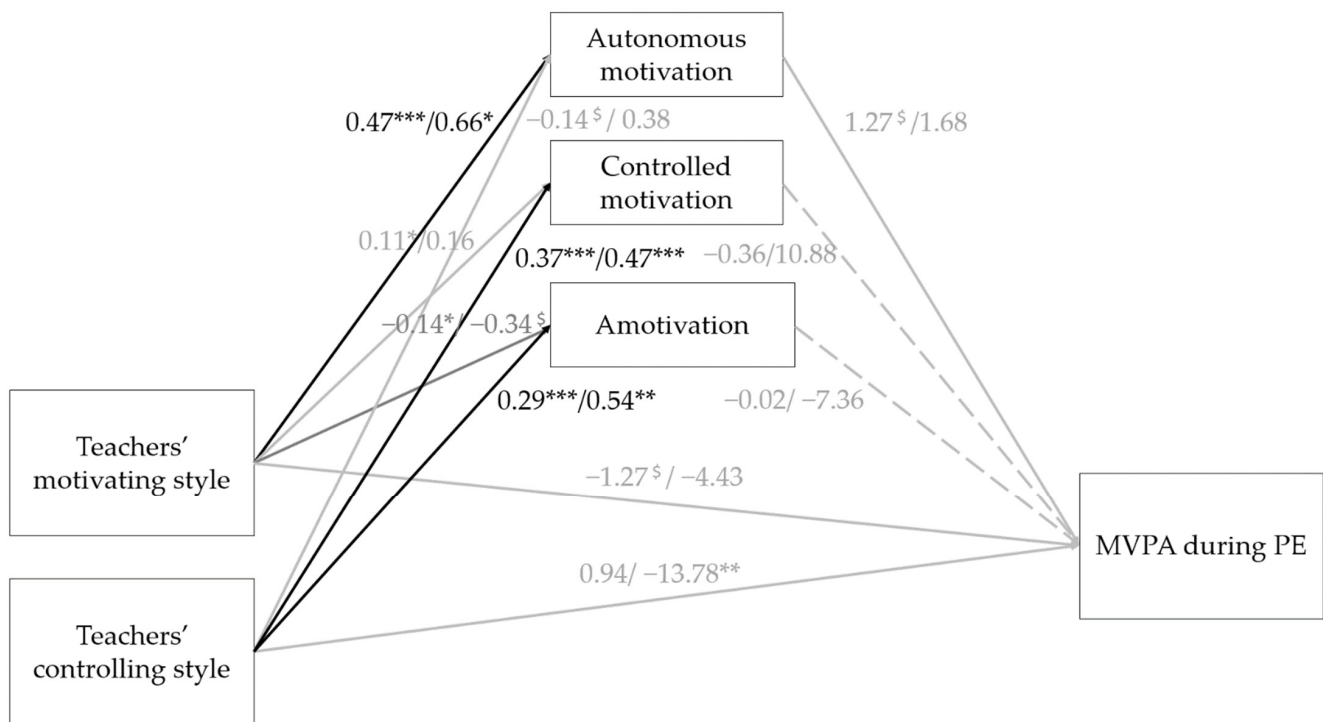 Autonomous
motivation
0.47***/0.66*
−0.14$/ 0.38
1.27$/1.68
Controlled
motivation
0.11*/0.16
0.37***/0.47***
−0.36/10.88
−0.14*/ −0.34$
Amotivation
0.29***/0.54**
−0.02/ −7.36
Teachers’
motivating style
−1.27$/ −4.43
MVPA during PE
0.94/ −13.78**
Teachers’
controlling style